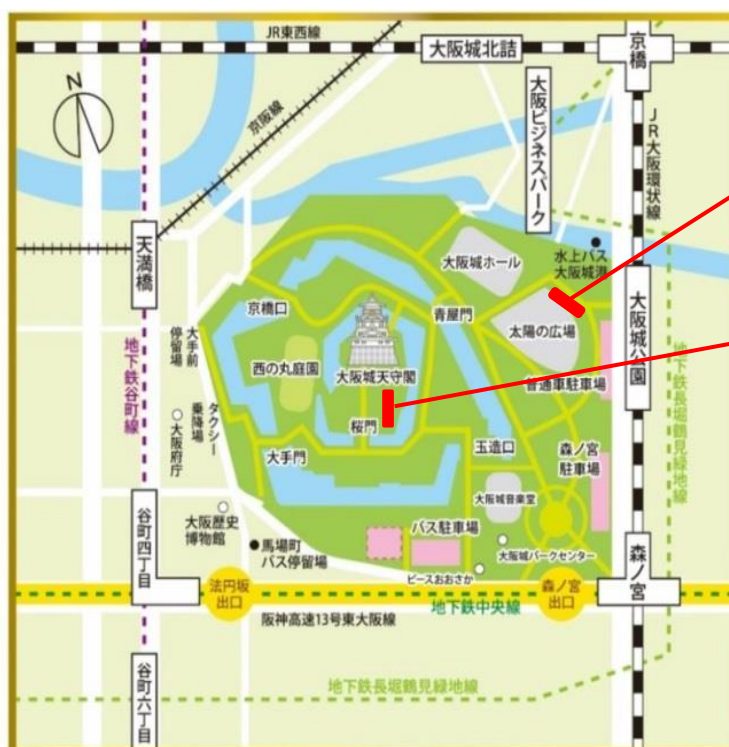 JR東西線
大阪城北詰
京橋
N
京阪線
大阪ビジネスパーク
JR大阪環状線
天満橋
大阪城ホール
水上バス
大阪城港
京橋口
青屋門
太陽の広場
大阪城公園
大手前
停留場
西の丸庭園
大阪城天守閣
普通車駐車場
地下鉄谷町線
タクシー
乗降場
大阪府庁
桜門
大手門
玉造口
森ノ宮
駐車場
地下鉄長堀鶴見緑地線
大阪城音楽堂
谷町四丁目
大阪歴史
博物館
馬場町
バス停留場
バス駐車場
大阪城パークセンター
ピースおおさか
森ノ宮
法円坂
出口
森ノ宮
出口
地下鉄中央線
阪神高速13号東大阪線
地下鉄長堀鶴見緑地線
谷町六丁目